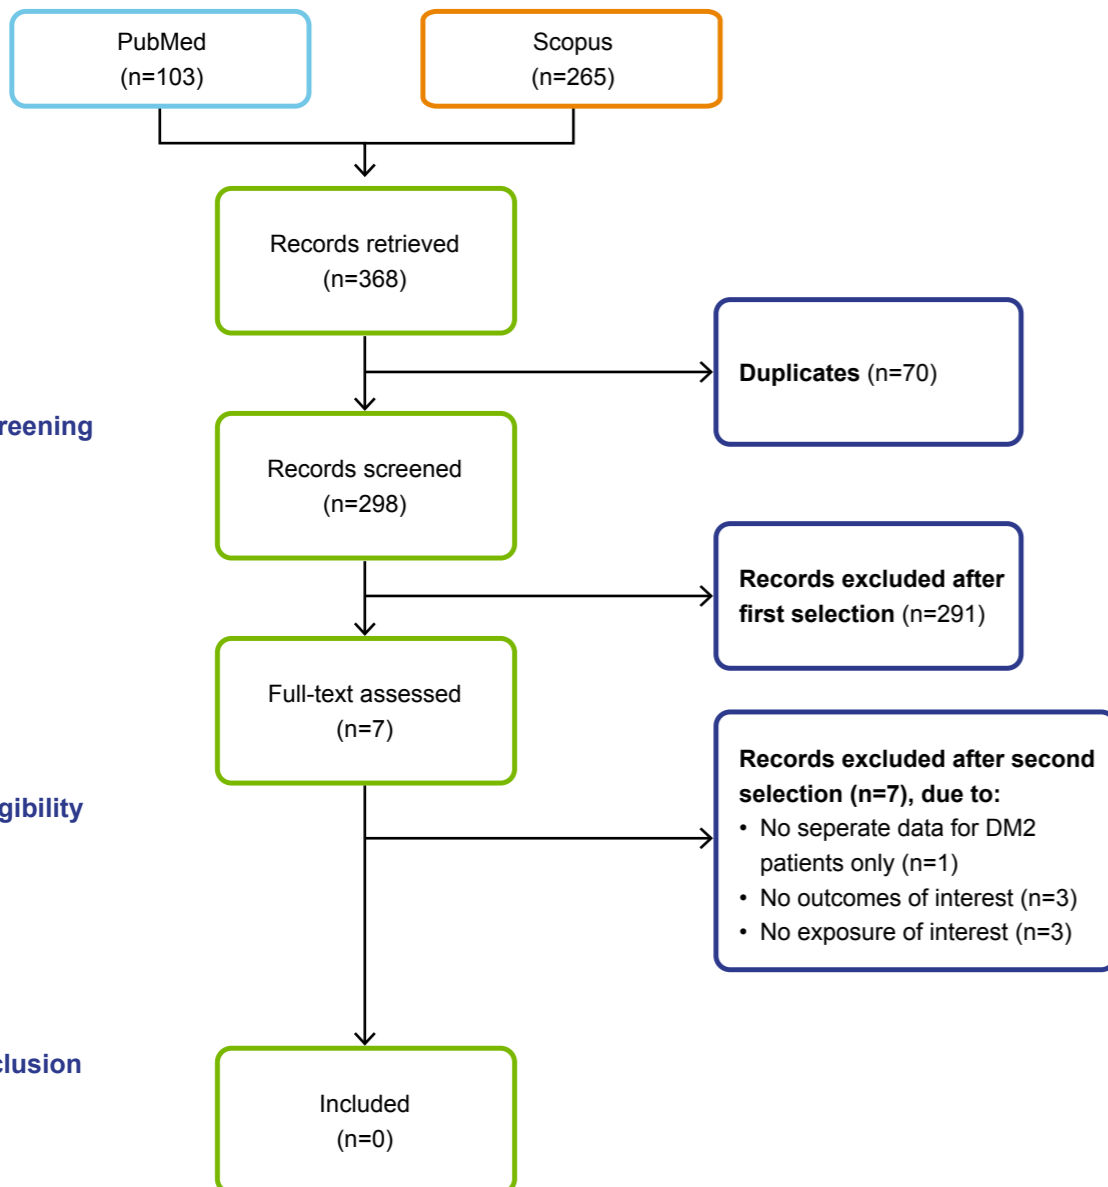 PubMed
(n=103)
Scopus
(n=265)
Records retrieved
(n=368)
Duplicates (n=70)
reening
Records screened
(n=298)
Records excluded after
first selection (n=291)
Full-text assessed
(n=7)
Records excluded after second
selection (n=7), due to:
• No seperate data for DM2
patients only (n=1)
• No outcomes of interest (n=3)
• No exposure of interest (n=3)
gibility
clusion
Included
(n=0)